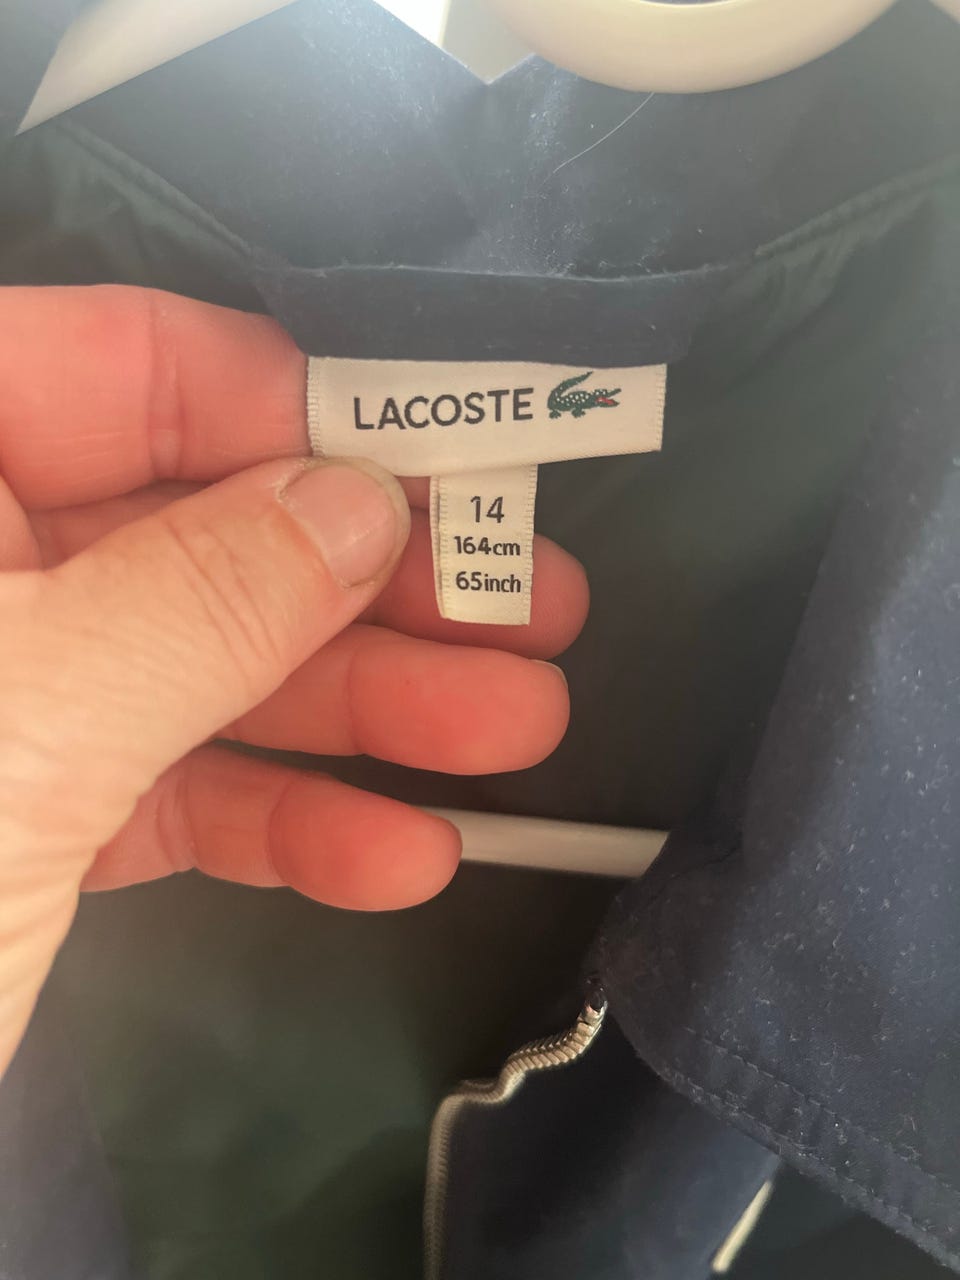 LACOSTE
14
164cm
65inch